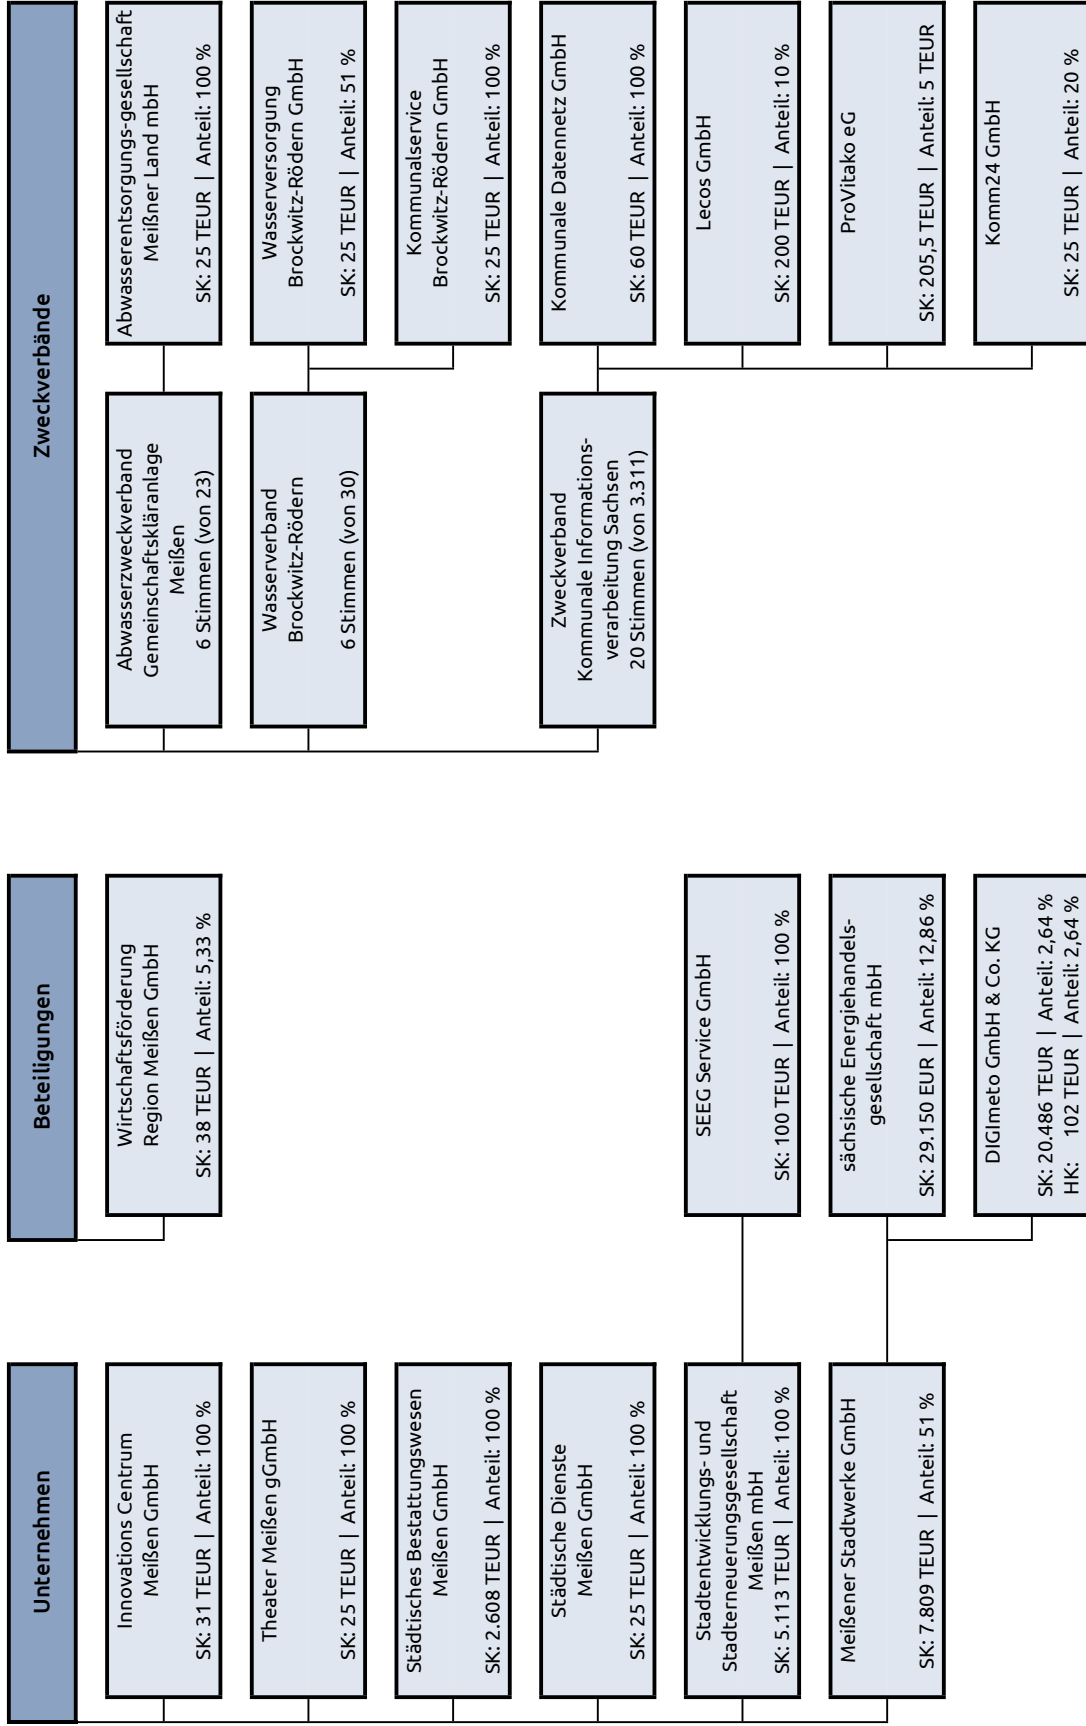 Unternehmen
Innovations Centrum
Meißen GmbH
SK: 31 TEUR | Anteil: 100 %
Theater Meißen gGmbH
SK: 25 TEUR | Anteil: 100 %
Städtisches Bestattungswesen
Meißen GmbH
SK: 2.608 TEUR | Anteil: 100 %
Städtische Dienste
Meißen GmbH
SK: 25 TEUR | Anteil: 100 %
Stadtentwicklungs- und
Stadterneuerungsgesellschaft
Meißen mbH
SK: 5.113 TEUR | Anteil: 100 %
Meißener Stadtwerke GmbH
SK: 7.809 TEUR | Anteil: 51 %
Beteiligungen
Wirtschaftsförderung
Region Meißen GmbH
SK: 38 TEUR | Anteil: 5,33 %
SEEG Service GmbH
SK: 100 TEUR | Anteil: 100 %
sächsische Energiehandels-
gesellschaft mbH
SK: 29.150 EUR | Anteil: 12,86 %
DIGImeto GmbH & Co. KG
SK: 20.486 TEUR | Anteil: 2,64 %
HK: 102 TEUR | Anteil: 2,64 %
Zweckverbände
Abwasserzweckverband
Gemeinschaftskläranlage
Meißen
6 Stimmen (von 23)
Wasserverband
Brockwitz-Rödern
6 Stimmen (von 30)
Zweckverband
Kommunale Informations-
verarbeitung Sachsen
20 Stimmen (von 3.311)
Abwasserentsorgungs-gesellschaft
Meißner Land mbH
SK: 25 TEUR | Anteil: 100 %
Wasserversorgung
Brockwitz-Rödern GmbH
SK: 25 TEUR | Anteil: 51 %
Kommunalservice
Brockwitz-Rödern GmbH
SK: 25 TEUR | Anteil: 100 %
Kommunale Datennetz GmbH
SK: 60 TEUR | Anteil: 100 %
Lecos GmbH
SK: 200 TEUR | Anteil: 10 %
ProVitako eG
SK: 205,5 TEUR | Anteil: 5 TEUR
Komm24 GmbH
SK: 25 TEUR | Anteil: 20 %